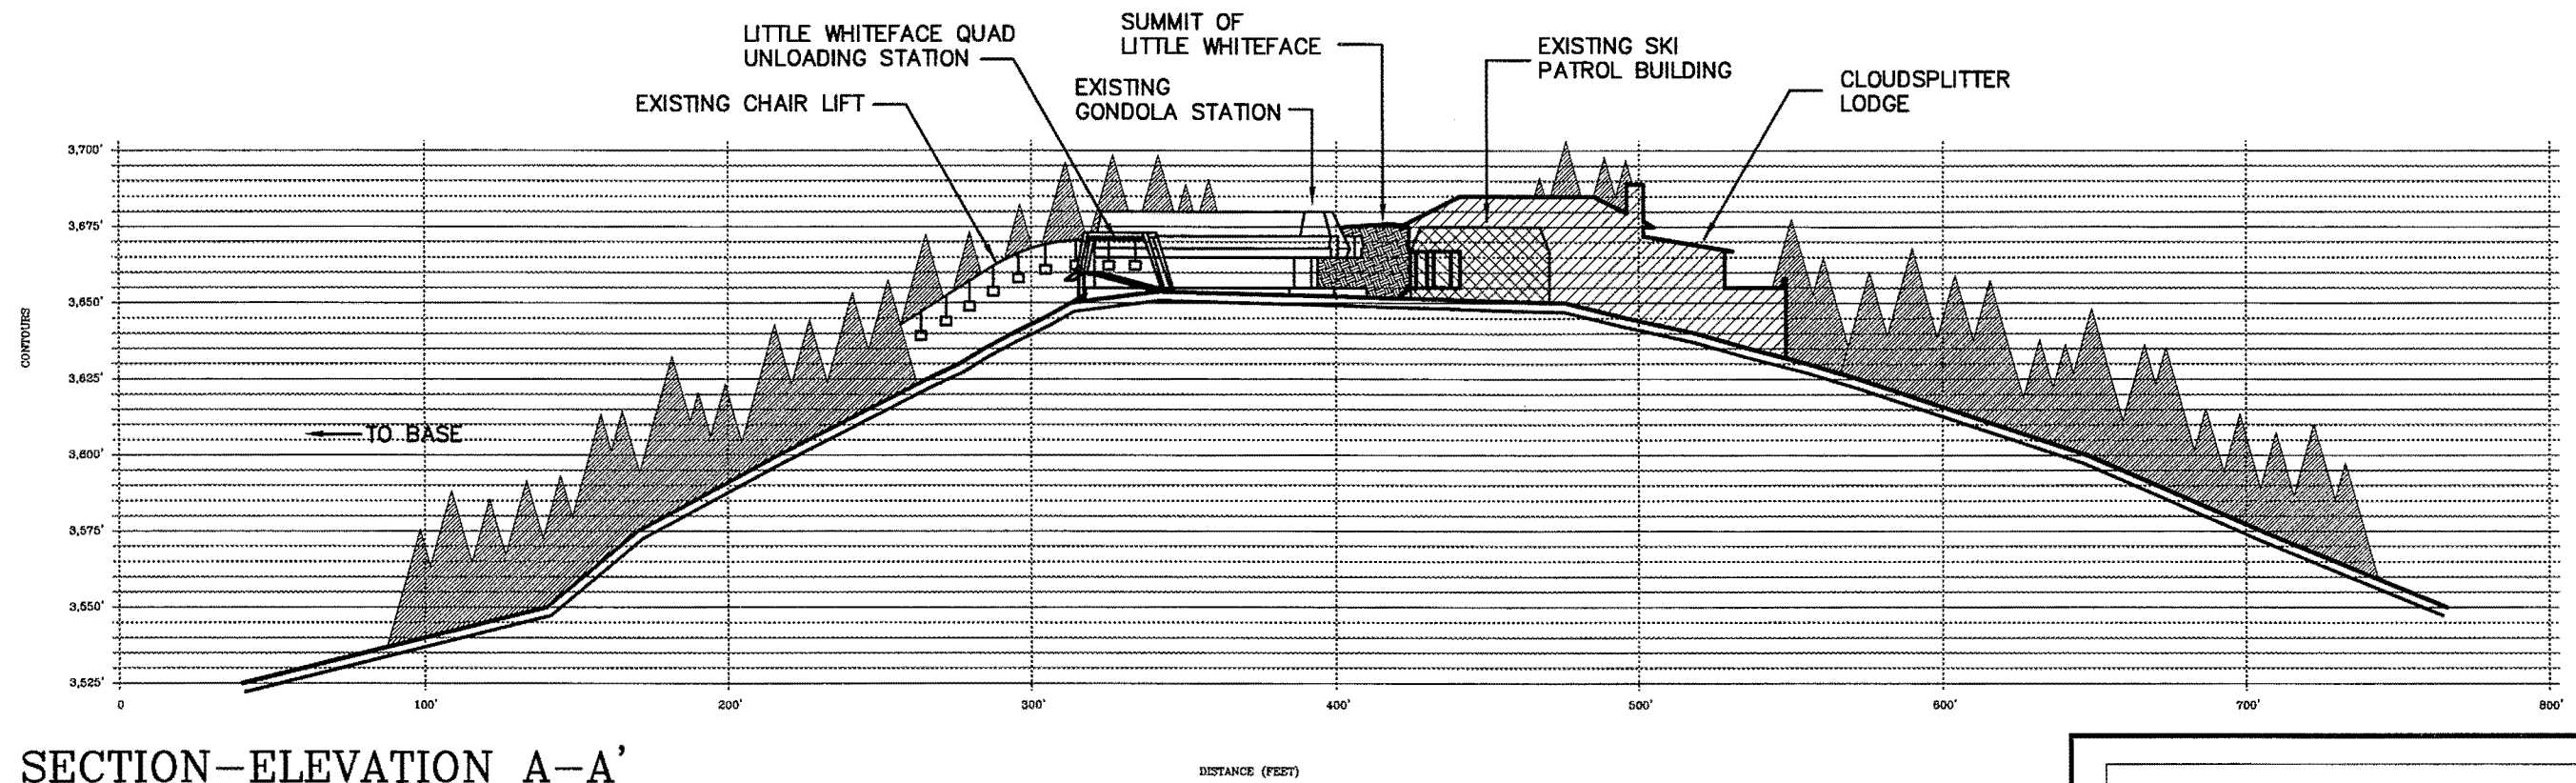 SUMMIT OF
LITTLE WHITEFACE
LITTLE WHITEFACE QUAD
UNLOADING STATION
EXISTING SKI
PATROL BUILDING
CLOUDSPLITTER
LODGE
EXISTING
GONDOLA STATION
EXISTING CHAIR LIFT
3,700'
3,675'
3,650'
3,625'
3,600'
3,575'
3,550'
3,525'
CONTOURS
TO BASE
0 100' 200' 300' 400' 500' 600' 700' 800'
SECTION-ELEVATION A-A'
DISTANCE (FEET)